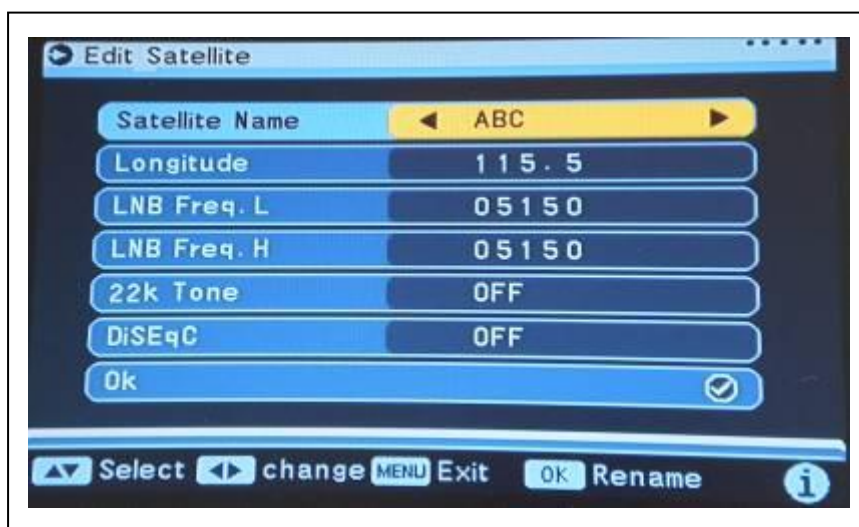 Edit Satellite
Satellite Name ABC
Longitude 115.5
LNB Freq. L 05150
LNB Freq. H 05150
22k Tone OFF
DiSEqC OFF
Ok
Select change MENU Exit OK Rename i